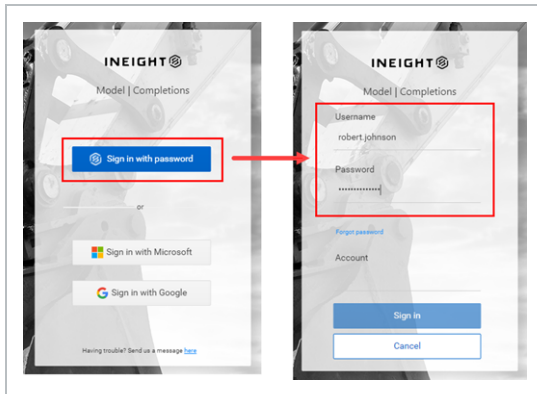 INEIGHT
Model | Completions
Sign in with password
or
Sign in with Microsoft
Sign in with Google
Having trouble? Send us a message here
INEIGHT
Model | Completions
Username
robert.johnson
Password
Forgot password
Account
Sign in
Cancel